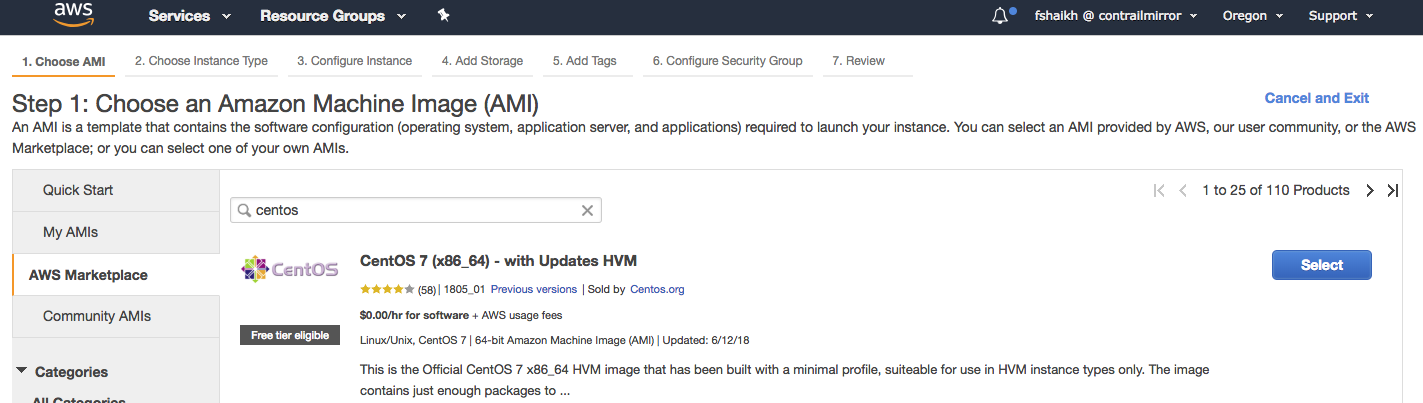 aws Services Resource Groups fshaikh @ contrailmirror Oregon Support
1. Choose AMI 2. Choose Instance Type 3. Configure Instance 4. Add Storage 5. Add Tags 6. Configure Security Group 7. Review
Step 1: Choose an Amazon Machine Image (AMI) Cancel and Exit
An AMI is a template that contains the software configuration (operating system, application server, and applications) required to launch your instance. You can select an AMI provided by AWS, our user community, or the AWS
Marketplace; or you can select one of your own AMIs.
Quick Start
My AMIs
AWS Marketplace
Community AMIs
Categories
All Categories
centos
1 to 25 of 110 Products
CentOS
Free tier eligible
CentOS 7 (x86_64) - with Updates HVM
(58) | 1805_01 Previous versions | Sold by Centos.org
$0.00/hr for software + AWS usage fees
Linux/Unix, CentOS 7 | 64-bit Amazon Machine Image (AMI) | Updated: 6/12/18
This is the Official CentOS 7 x86_64 HVM image that has been built with a minimal profile, suiteable for use in HVM instance types only. The image
contains just enough packages to ...
Select